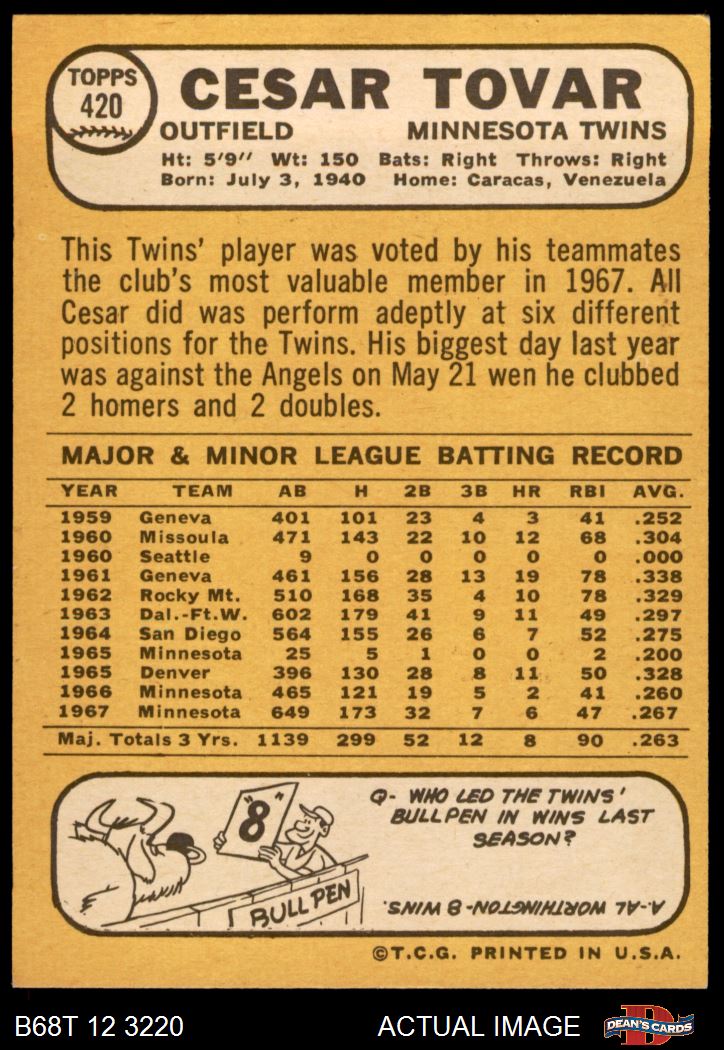 TOPPS
420
CESAR TOVAR
OUTFIELD MINNESOTA TWINS
Ht: 5'9" Wt: 150 Bats: Right Throws: Right
Born: July 3, 1940 Home: Caracas, Venezuela
This Twins' player was voted by his teammates
the club's most valuable member in 1967. All
Cesar did was perform adeptly at six different
positions for the Twins. His biggest day last year
was against the Angels on May 21 wen he clubbed
2 homers and 2 doubles.
MAJOR & MINOR LEAGUE BATTING RECORD
YEAR TEAM AB H 2B 3B HR RBI AVG.
1959 Geneva 401 101 23 4 3 41 .252
1960 Missoula 471 143 22 10 12 68 .304
1960 Seattle 9 0 0 0 0 0 .000
1961 Geneva 461 156 28 13 19 78 .338
1962 Rocky Mt. 510 168 35 4 10 78 .329
1963 Dal.-Ft.W. 602 179 41 9 11 49 .297
1964 San Diego 564 155 26 6 7 52 .275
1965 Minnesota 25 5 1 0 0 2 .200
1965 Denver 396 130 28 8 11 50 .328
1966 Minnesota 465 121 19 5 2 41 .260
1967 Minnesota 649 173 32 7 6 47 .267
Maj. Totals 3 Yrs. 1139 299 52 12 8 90 .263
"8"
BULL PEN
Q- WHO LED THE TWINS'
BULLPEN IN WINS LAST
SEASON?
A-AL WORTHINGTON- 8 WINS.
©T.C.G. PRINTED IN U.S.A.
B68T 12 3220 ACTUAL IMAGE D DEAN'S CARDS